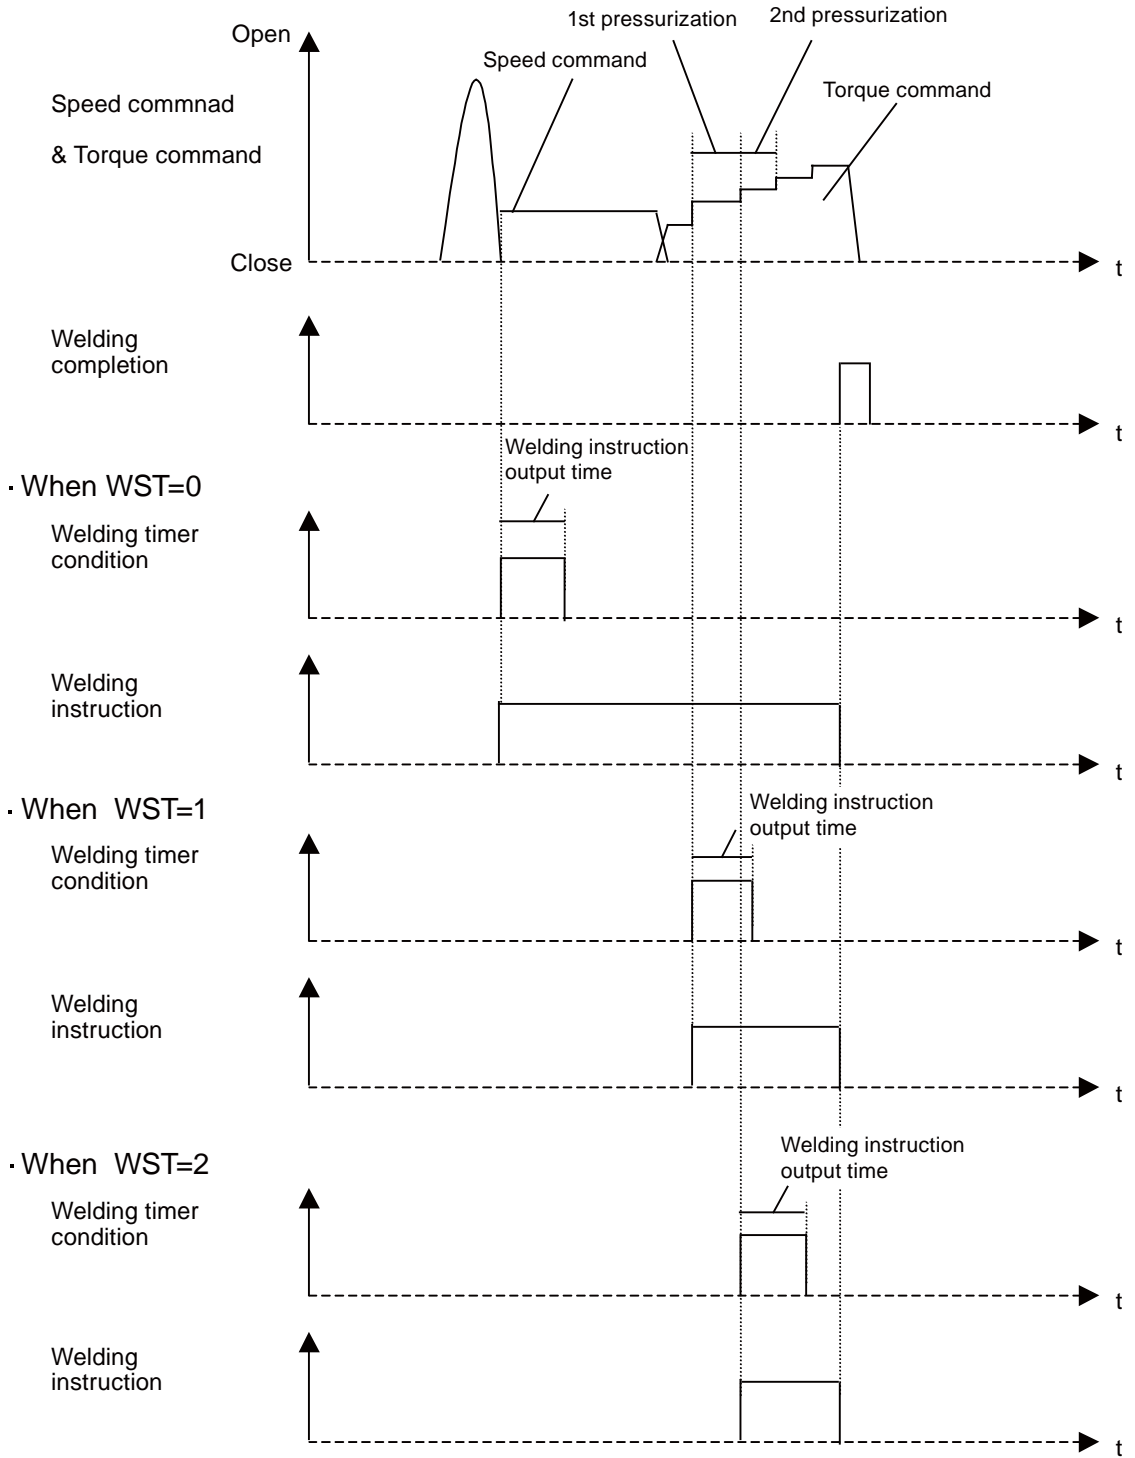 1st pressurization
2nd pressurization
Open
Speed command
Speed commnad
Torque command
& Torque command
Close
t
Welding
completion
t
Welding instruction
output time
· When WST=0
Welding timer
condition
t
Welding
instruction
t
· When WST=1
Welding instruction
output time
Welding timer
condition
t
Welding
instruction
t
· When WST=2
Welding instruction
output time
Welding timer
condition
t
Welding
instruction
t